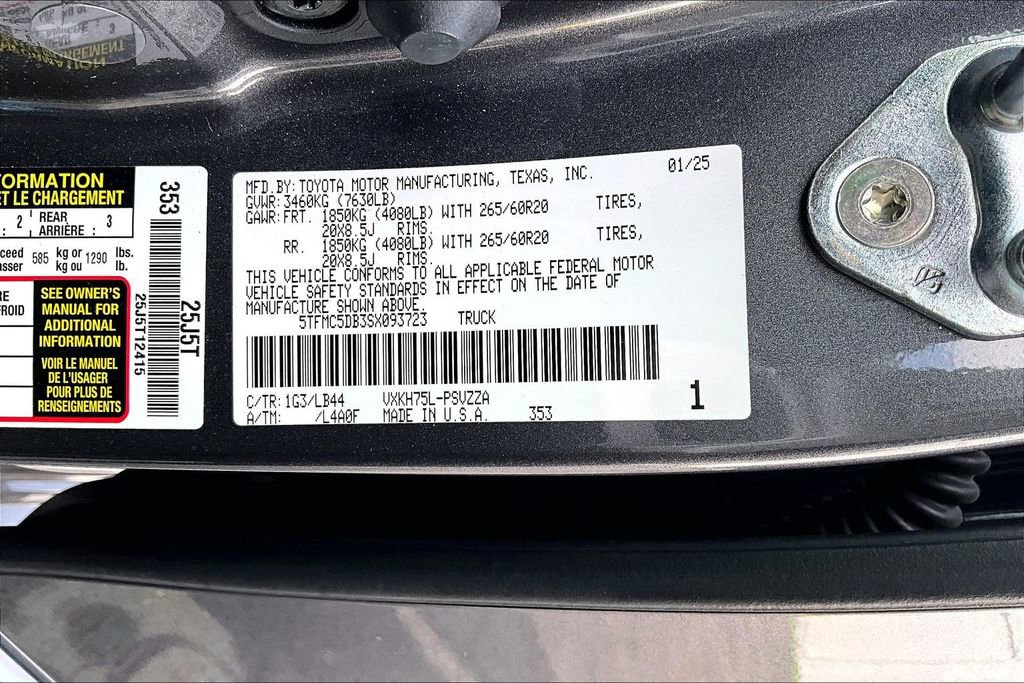 ORMATION
ET LE CHARGEMENT
: 2 REAR ARRIÈRE : 3
585 kg or kg ou 1290 lbs. lb.
SEE OWNER'S
MANUAL FOR
ADDITIONAL
INFORMATION
VOIR LE MANUEL
DE L'USAGER
POUR PLUS DE
RENSEIGNEMENTS
353
25J5T
25J5T12415
MFD.BY:TOYOTA MOTOR MANUFACTURING, TEXAS, INC. 01/25
GVWR:3460KG (7630LB)
GAWR:FRT. 1850KG (4080LB) WITH 265/60R20 TIRES,
20X8.5J RIMS.
RR. 1850KG (4080LB) WITH 265/60R20 TIRES,
20X8.5J RIMS.
THIS VEHICLE CONFORMS TO ALL APPLICABLE FEDERAL MOTOR
VEHICLE SAFETY STANDARDS IN EFFECT ON THE DATE OF
MANUFACTURE SHOWN ABOVE.
5TFMC5DB3SX093723 TRUCK
C/TR:1G3/LB44 VXKH75L-PSVZZA
A/TM: /L4A0F MADE IN U.S.A. 353
1